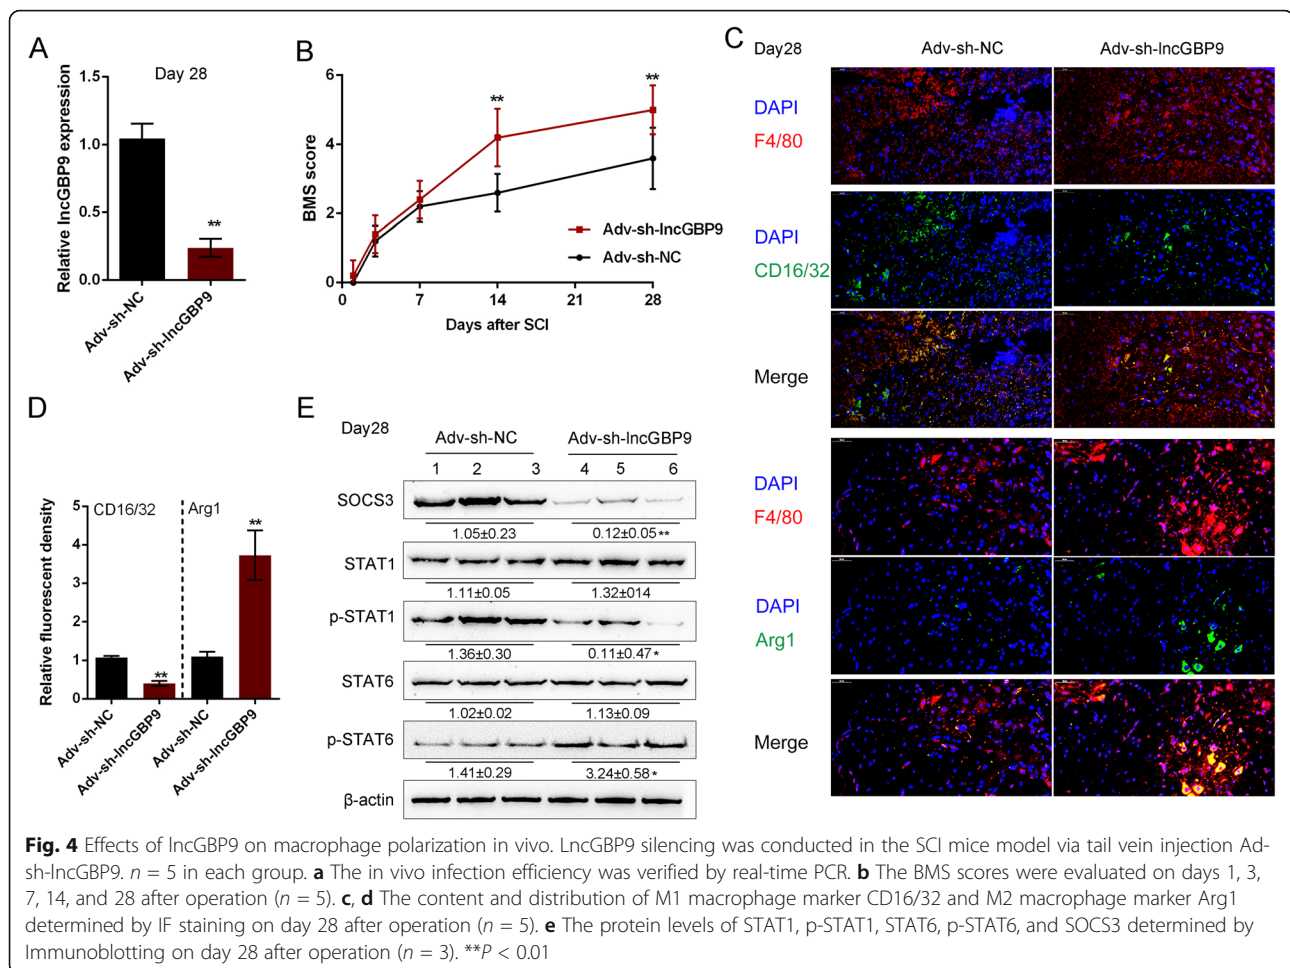 A
Day 28
Relative lncGBP9 expression
1.5
1.0
0.5
0.0
**
Adv-sh-NC
Adv-sh-lncGBP9
B
BMS score
6
4
2
0
**
**
Adv-sh-lncGBP9
Adv-sh-NC
0
7
14
21
28
Days after SCI
C
Day28
Adv-sh-NC
Adv-sh-lncGBP9
DAPI
F4/80
DAPI
CD16/32
Merge
DAPI
F4/80
DAPI
Arg1
Merge
D
Relative fluorescent density
CD16/32
Arg1
5
4
3
2
1
0
**
**
Adv-sh-NC
Adv-sh-lncGBP9
Adv-sh-NC
Adv-sh-lncGBP9
E
Day28
Adv-sh-NC
Adv-sh-lncGBP9
1 2 3 4 5 6
SOCS3
1.05±0.23 0.12±0.05 **
STAT1
1.11±0.05 1.32±014
p-STAT1
1.36±0.30 0.11±0.47 *
STAT6
1.02±0.02 1.13±0.09
p-STAT6
1.41±0.29 3.24±0.58 *
β-actin
Fig. 4 Effects of lncGBP9 on macrophage polarization in vivo. LncGBP9 silencing was conducted in the SCI mice model via tail vein injection Ad-
sh-lncGBP9. n = 5 in each group. a The in vivo infection efficiency was verified by real-time PCR. b The BMS scores were evaluated on days 1, 3,
7, 14, and 28 after operation (n = 5). c, d The content and distribution of M1 macrophage marker CD16/32 and M2 macrophage marker Arg1
determined by IF staining on day 28 after operation (n = 5). e The protein levels of STAT1, p-STAT1, STAT6, p-STAT6, and SOCS3 determined by
Immunoblotting on day 28 after operation (n = 3). **P < 0.01